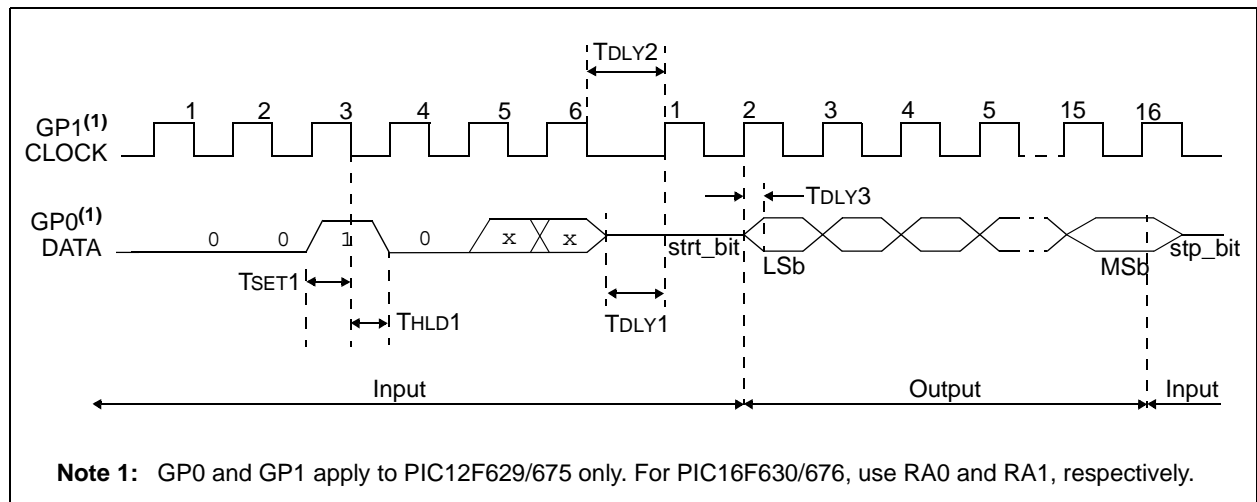 TDLY2
1 2 3 4 5 6 1 2 3 4 5 15 16
GP1(1)
CLOCK
TDLY3
GP0(1)
DATA
0 0 1 0 x x strt_bit LSb MSb stp_bit
TSET1
THLD1
TDLY1
Input Output Input
Note 1: GP0 and GP1 apply to PIC12F629/675 only. For PIC16F630/676, use RA0 and RA1, respectively.